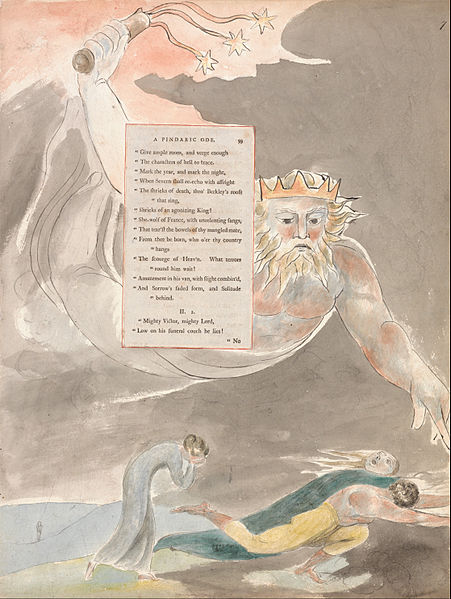 7
A PINDARIC ODE. 99
" Give ample room, and verge enough
" The characters of hell to trace.
" Mark the year, and mark the night,
" When Severn shall re-echo with affright
" The shrieks of death, thro' Berkley's roofs
" that ring,
" Shrieks of an agonizing King!
" She-wolf of France, with unrelenting fangs,
" That tear'st the bowels of thy mangled mate,
" From thee be born, who o'er thy country
" hangs
" The scourge of Heav'n. What terrors
" round him wait!
" Amazement in his van, with flight combin'd,
" And Sorrow's faded form, and Solitude
" behind.
II. 2.
" Mighty Victor, mighty Lord,
" Low on his funeral couch he lies!
" No